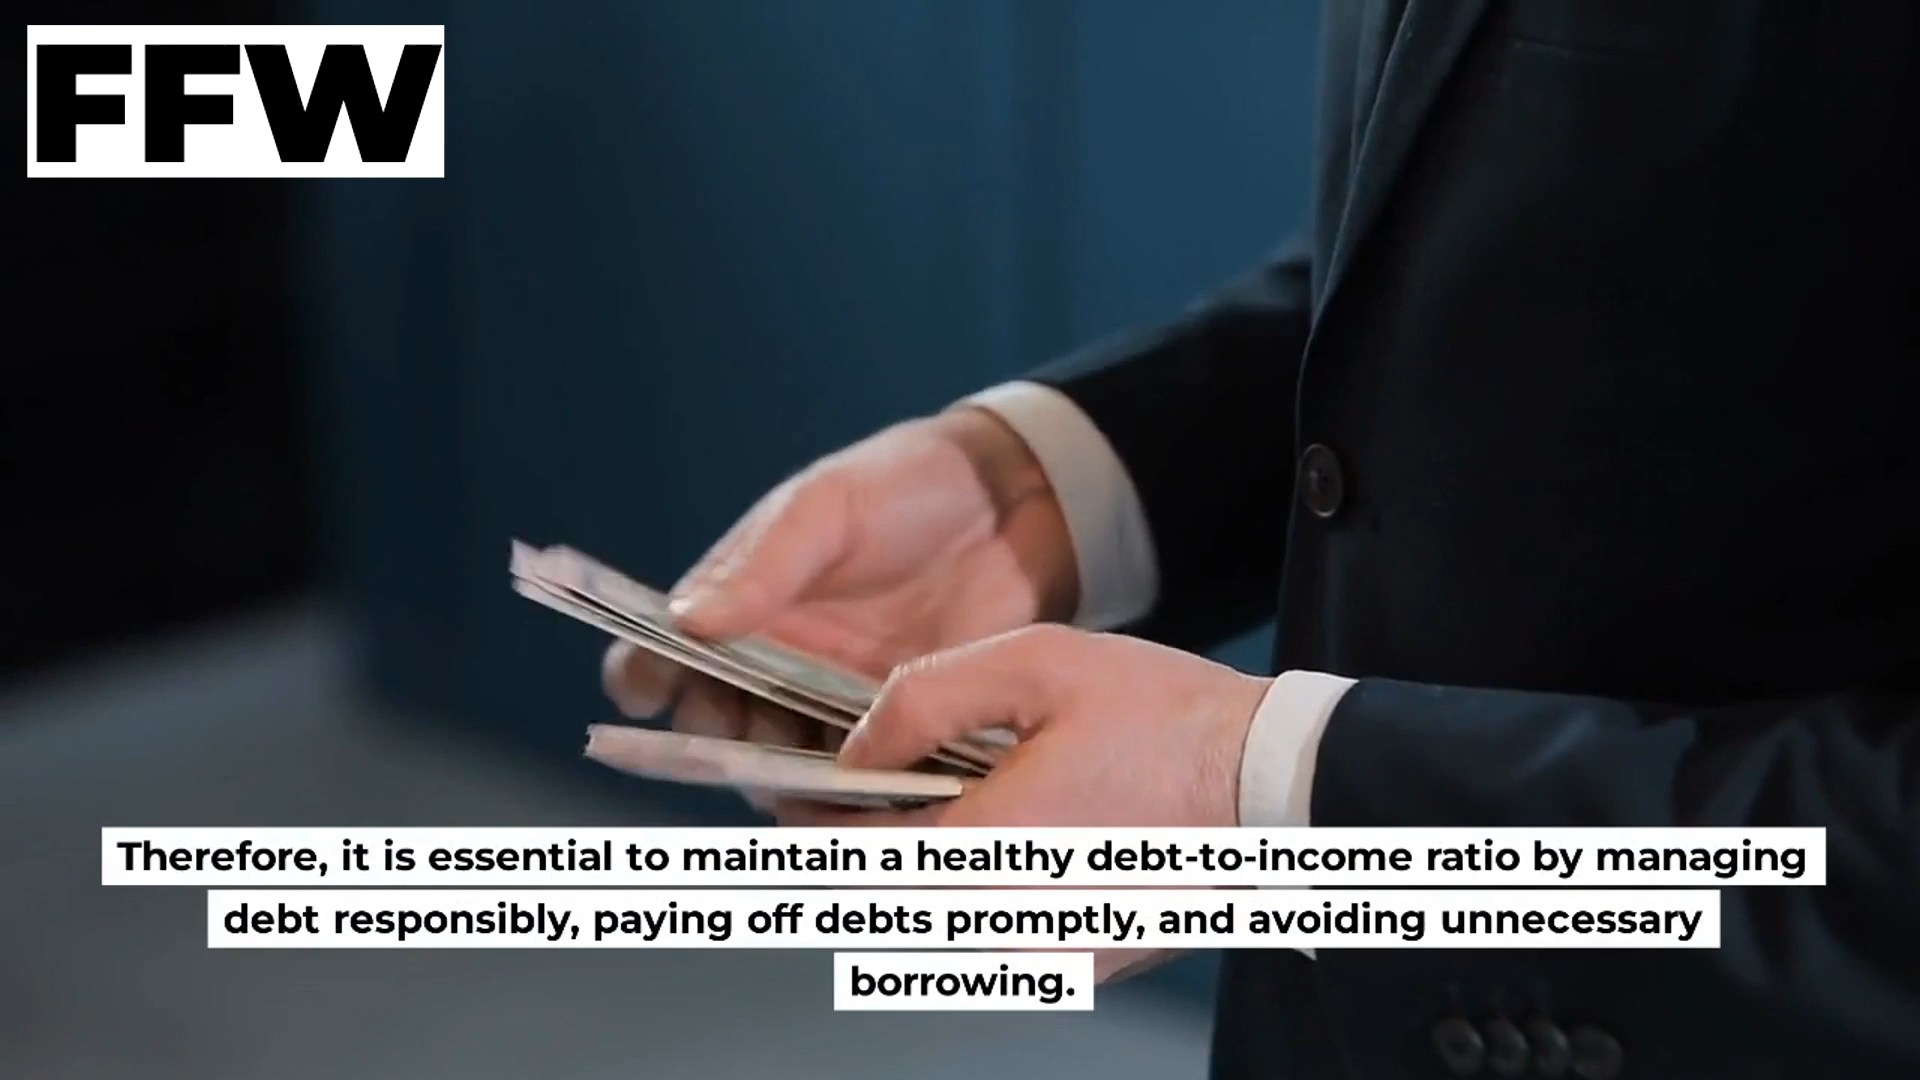 FFW
Therefore, it is essential to maintain a healthy debt-to-income ratio by managing
debt responsibly, paying off debts promptly, and avoiding unnecessary
borrowing.